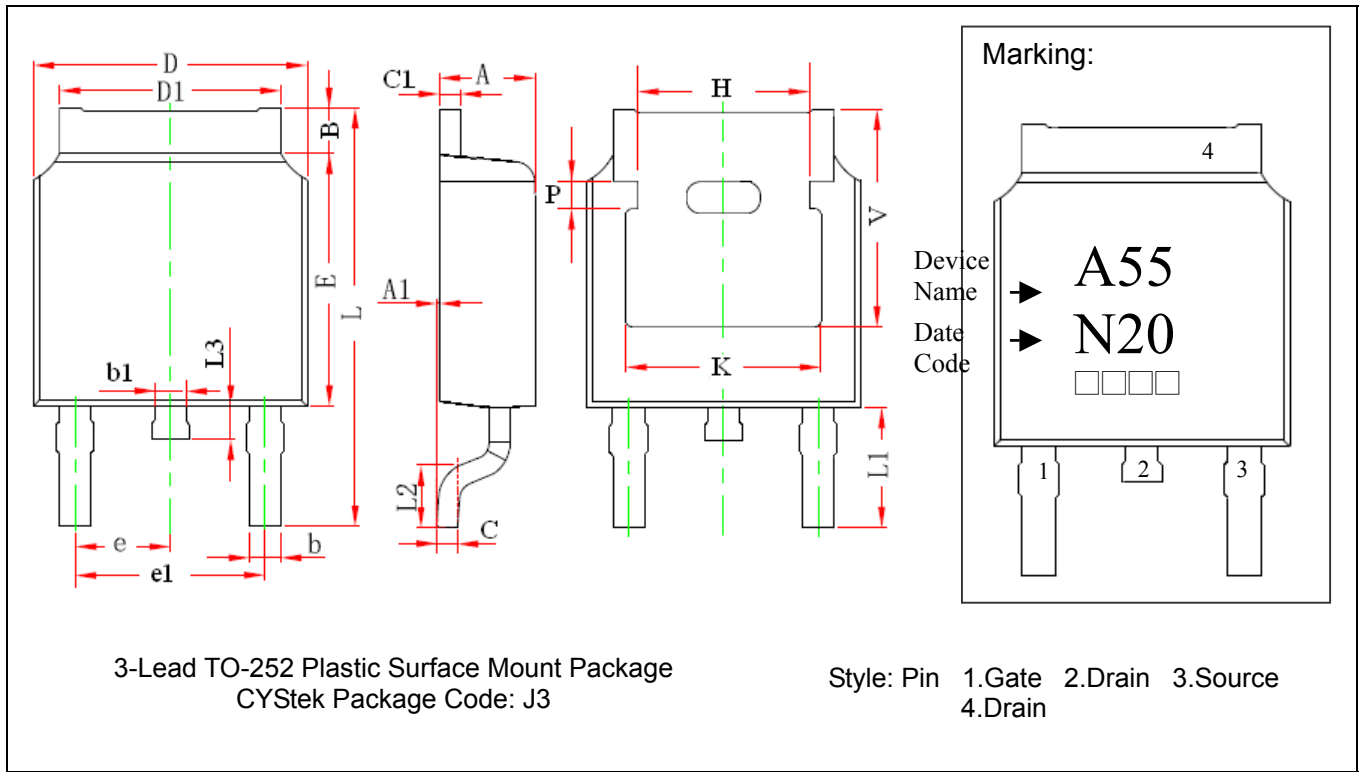 D
D1
B
E
L
L3
b1
e
e1
b
C1
A
A1
L2
C
H
P
V
K
L1
Marking:
4
Device
Name
A55
Date
Code
N20
□□□□
1
2
3
3-Lead TO-252 Plastic Surface Mount Package
CYStek Package Code: J3
Style: Pin 1.Gate 2.Drain 3.Source
4.Drain